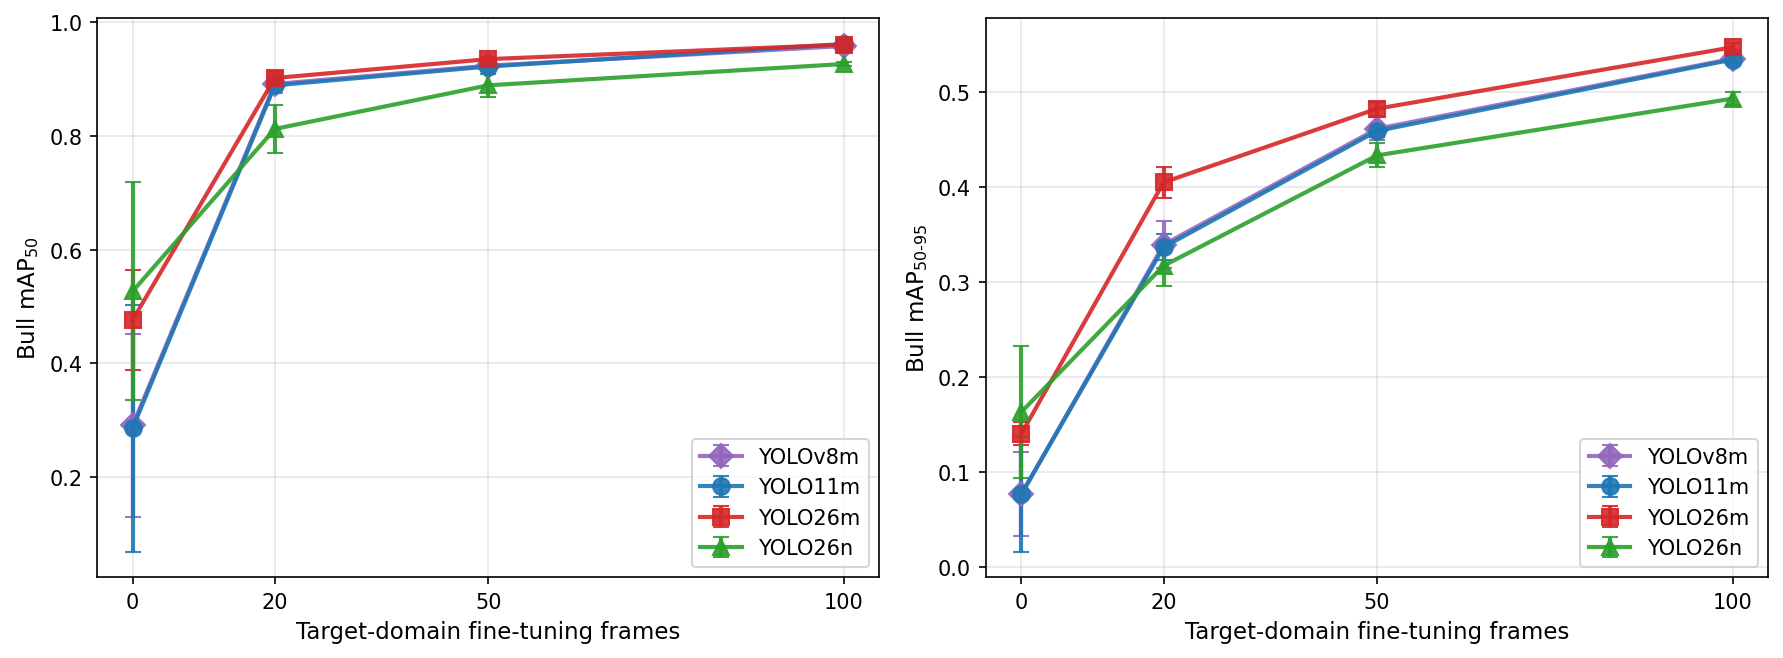 1.0
0.8
0.6
0.4
0.2
Bull mAP50
0 20 50 100
Target-domain fine-tuning frames
YOLOv8m
YOLO11m
YOLO26m
YOLO26n
0.5
0.4
0.3
0.2
0.1
0.0
Bull mAP50-95
0 20 50 100
Target-domain fine-tuning frames
YOLOv8m
YOLO11m
YOLO26m
YOLO26n